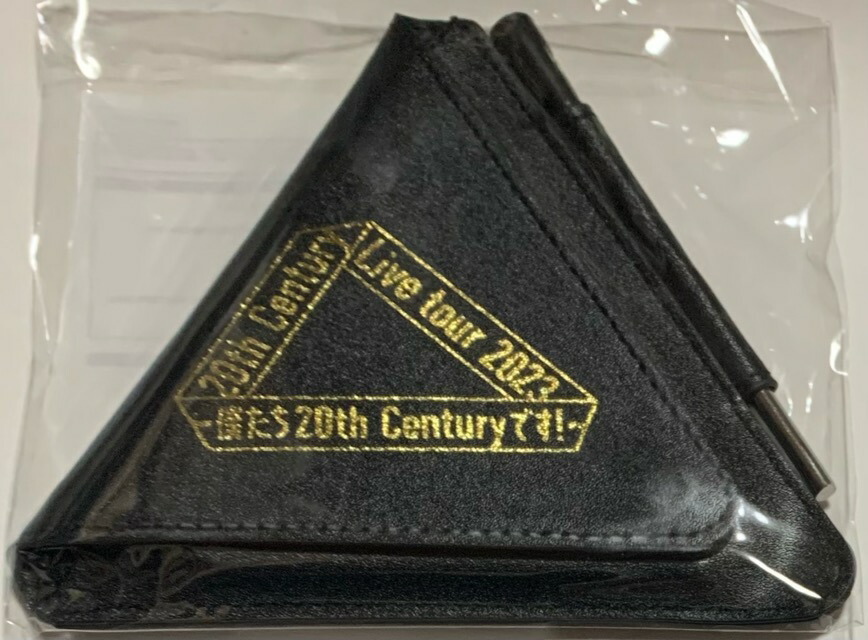 20th Century
Live tour 2023
-僕たち20th Centuryです!-